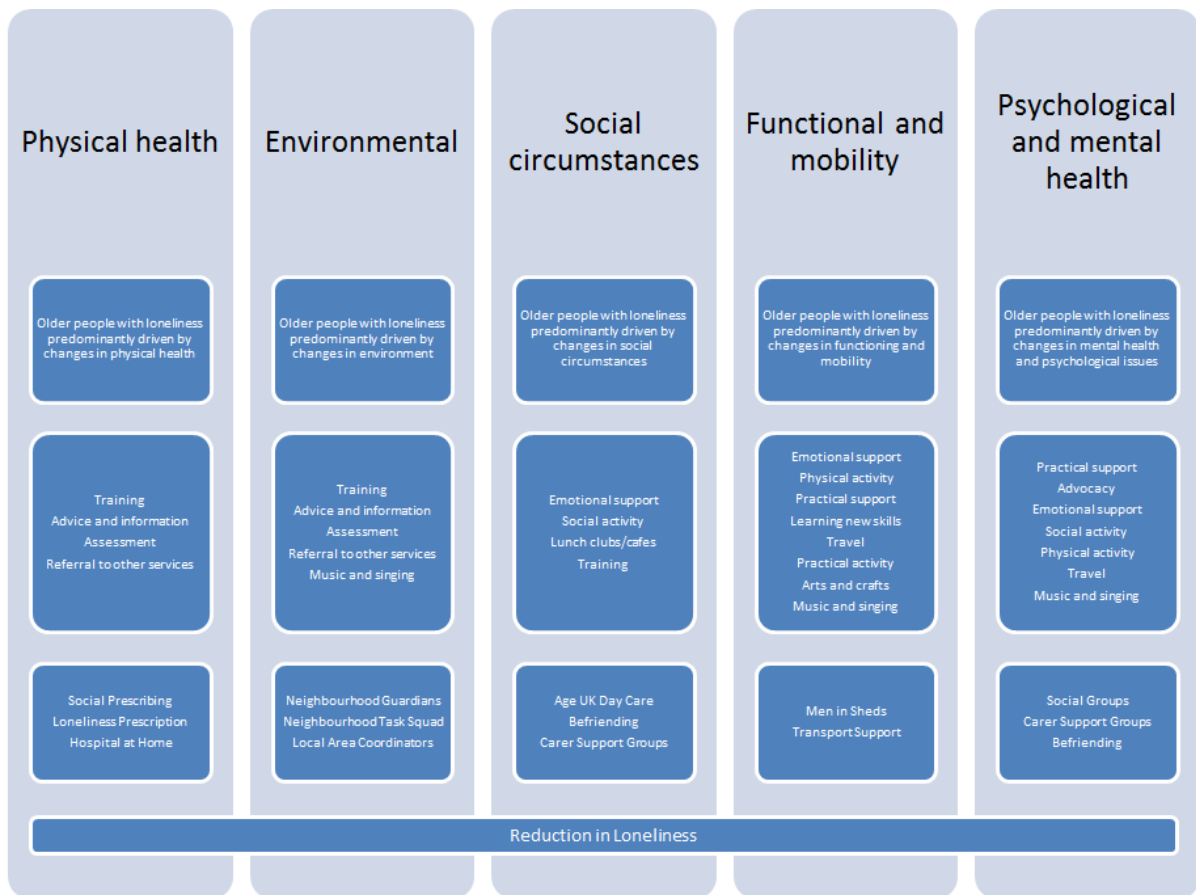 Physical health
Environmental
Social
circumstances
Functional and
mobility
Psychological
and mental
health
Older people with loneliness
predominantly driven by
changes in physical health
Older people with loneliness
predominantly driven by
changes in environment
Older people with loneliness
predominantly driven by
changes in social
circumstances
Older people with loneliness
predominantly driven by
changes in functioning and
mobility
Older people with loneliness
predominantly driven by
changes in mental health
and psychological issues
Training
Advice and information
Assessment
Referral to other services
Training
Advice and information
Assessment
Referral to other services
Music and singing
Emotional support
Social activity
Lunch clubs/cafes
Training
Emotional support
Physical activity
Practical support
Learning new skills
Travel
Practical activity
Arts and crafts
Music and singing
Practical support
Advocacy
Emotional support
Social activity
Physical activity
Travel
Music and singing
Social Prescribing
Loneliness Prescription
Hospital at Home
Neighbourhood Guardians
Neighbourhood Task Squad
Local Area Coordinators
Age UK Day Care
Befriending
Carer Support Groups
Men in Sheds
Transport Support
Social Groups
Carer Support Groups
Befriending
Reduction in Loneliness